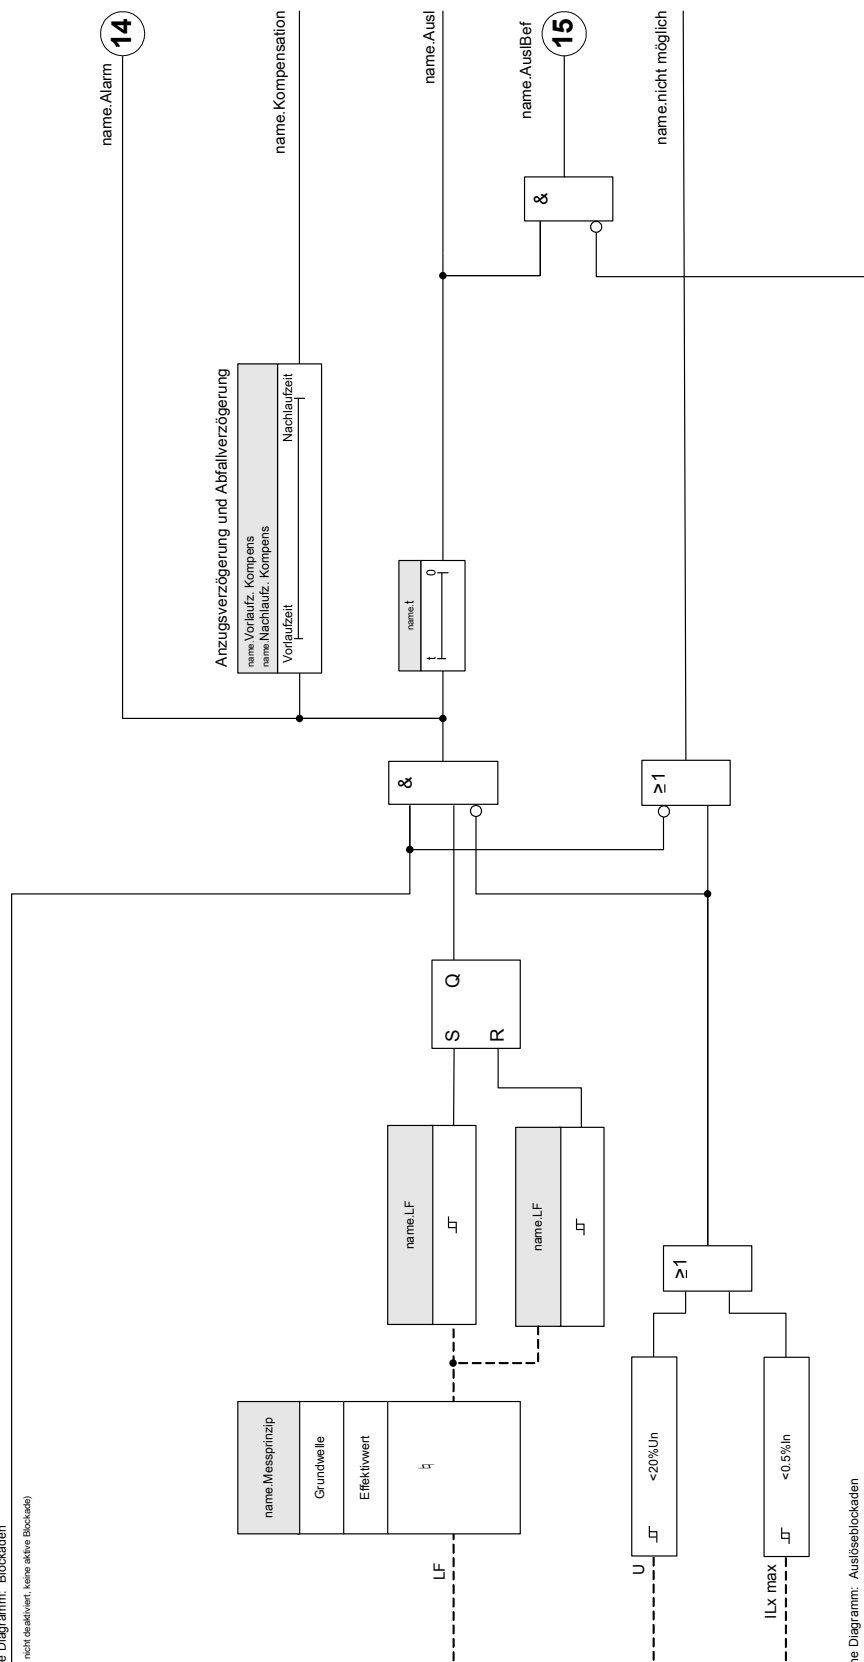 name.Alarm
14
name.Kompensation
name.Ausl
name.AuslBef
15
name.nicht möglich
&
Anzugsverzögerung und Abfallverzögerung
name.Vorlaufz. Kompens
name.Nachlaufz. Kompens
Vorlaufzeit
Nachlaufzeit
name.t
t
0
&
≥1
S
Q
R
name.LF
name.LF
≥1
name.Messprinzip
Grundwelle
Effektivwert
LF
U
<20%Un
ILx max
<0.5%In
Diagramm: Blockaden
nicht deaktiviert, keine aktive Blockade)
Diagramm: Auslöseblockaden